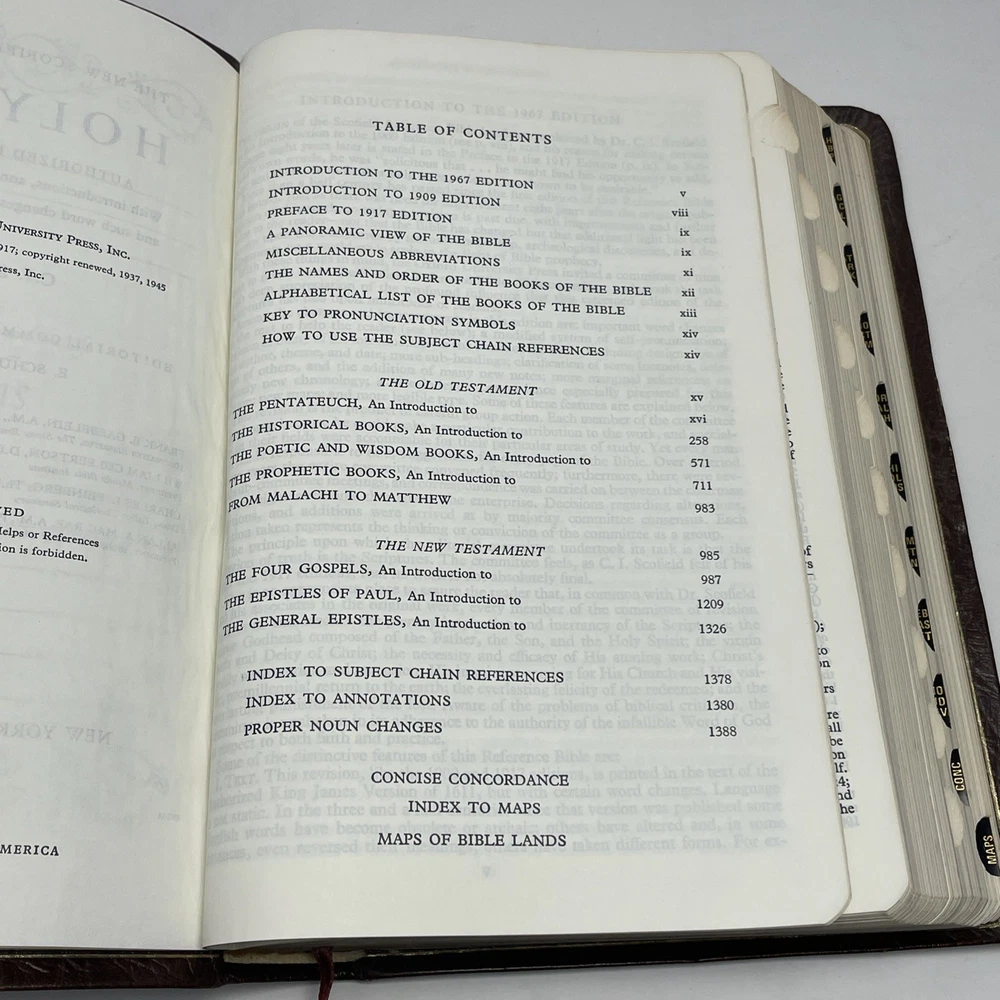 UNIVERSITY PRESS, INC.
917; copyright renewed, 1937, 1945
Press, Inc.
Helps or References
ion is forbidden.
TABLE OF CONTENTS
INTRODUCTION TO THE 1967 EDITION v
INTRODUCTION TO 1909 EDITION viii
PREFACE TO 1917 EDITION ix
A PANORAMIC VIEW OF THE BIBLE ix
MISCELLANEOUS ABBREVIATIONS xi
THE NAMES AND ORDER OF THE BOOKS OF THE BIBLE xii
ALPHABETICAL LIST OF THE BOOKS OF THE BIBLE xiii
KEY TO PRONUNCIATION SYMBOLS xiv
HOW TO USE THE SUBJECT CHAIN REFERENCES xiv
THE OLD TESTAMENT xv
THE PENTATEUCH, An Introduction to xvi
THE HISTORICAL BOOKS, An Introduction to 258
THE POETIC AND WISDOM BOOKS, An Introduction to 571
THE PROPHETIC BOOKS, An Introduction to 711
FROM MALACHI TO MATTHEW 983
THE NEW TESTAMENT 985
THE FOUR GOSPELS, An Introduction to 987
THE EPISTLES OF PAUL, An Introduction to 1209
THE GENERAL EPISTLES, An Introduction to 1326
INDEX TO SUBJECT CHAIN REFERENCES 1378
INDEX TO ANNOTATIONS 1380
PROPER NOUN CHANGES 1388
CONCISE CONCORDANCE
INDEX TO MAPS
MAPS OF BIBLE LANDS
CONC
MAPS